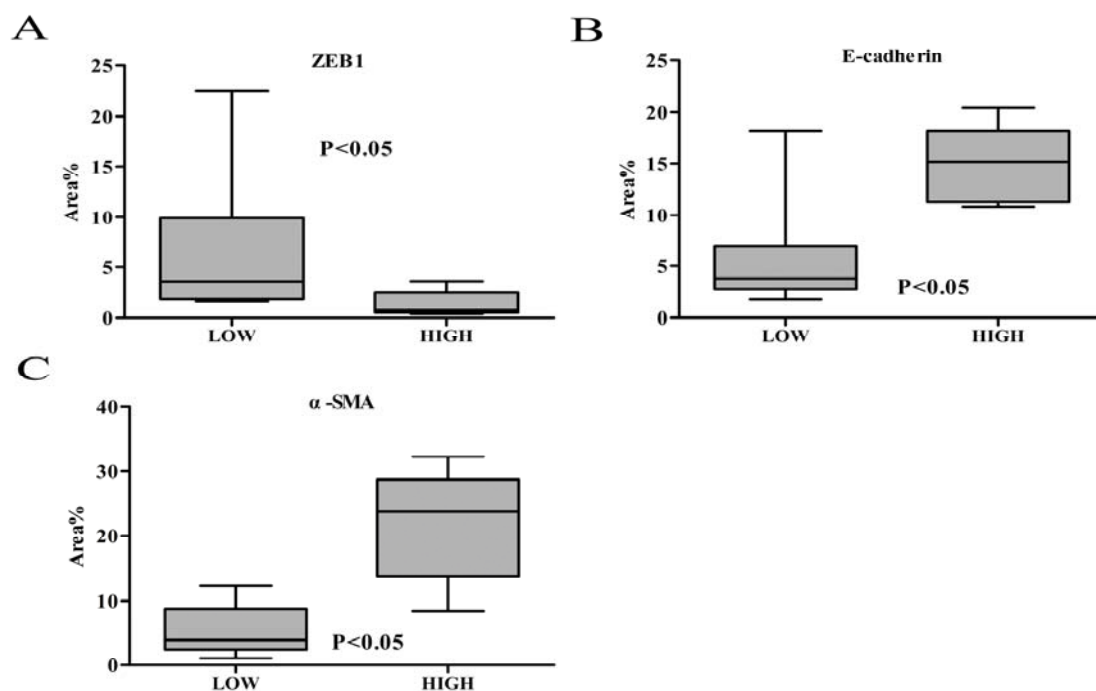 A
ZEB1
25
20
15
10
5
0
Area%
P<0.05
LOW HIGH
B
E-cadherin
25
20
15
10
5
0
Area%
P<0.05
LOW HIGH
C
α -SMA
40
30
20
10
0
Area%
P<0.05
LOW HIGH